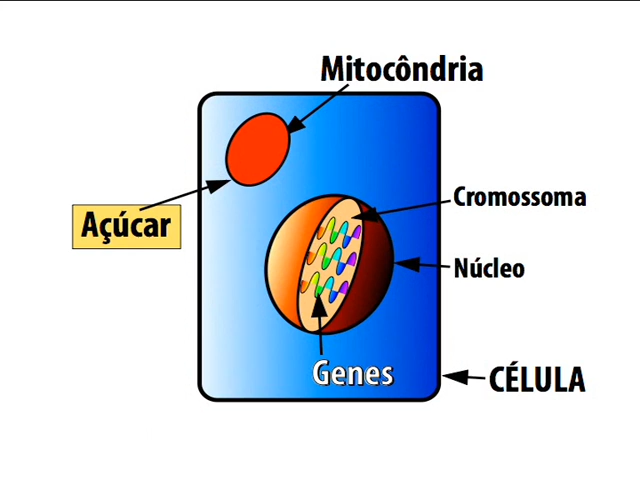 Mitocôndria
Açúcar
Cromossoma
Núcleo
Genes
CÉLULA